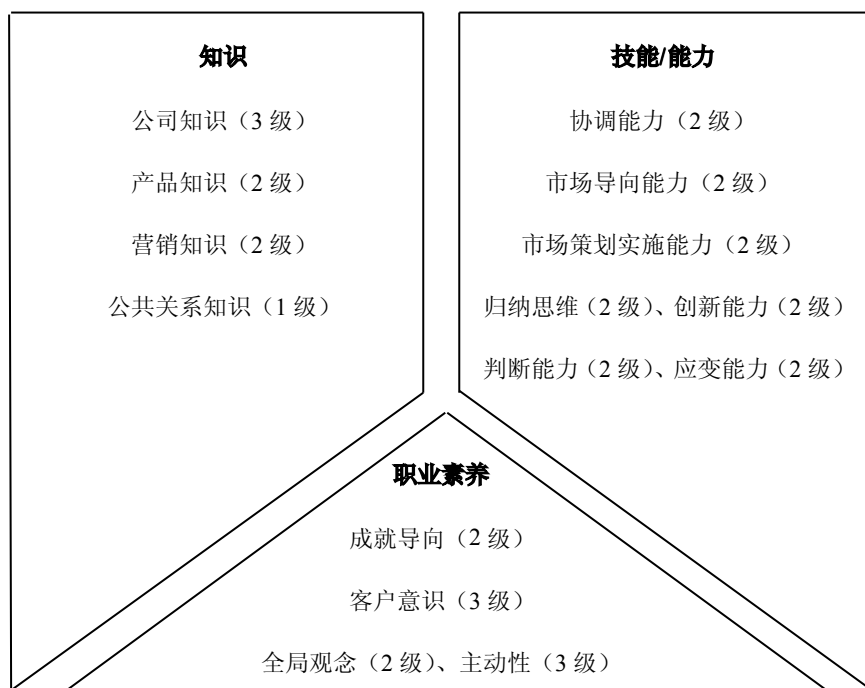 知识
公司知识（3 级）
产品知识（2 级）
营销知识（2 级）
公共关系知识（1 级）
技能/能力
协调能力（2 级）
市场导向能力（2 级）
市场策划实施能力（2 级）
归纳思维（2 级）、创新能力（2 级）
判断能力（2 级）、应变能力（2 级）
职业素养
成就导向（2 级）
客户意识（3 级）
全局观念（2 级）、主动性（3 级）